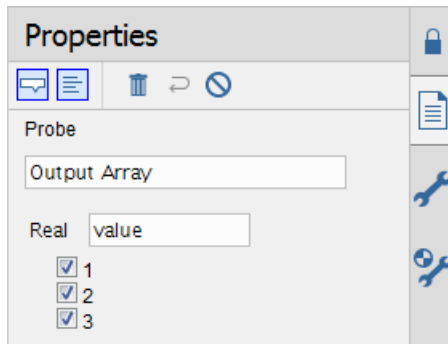 Properties
Probe
Output Array
Real value
1
2
3